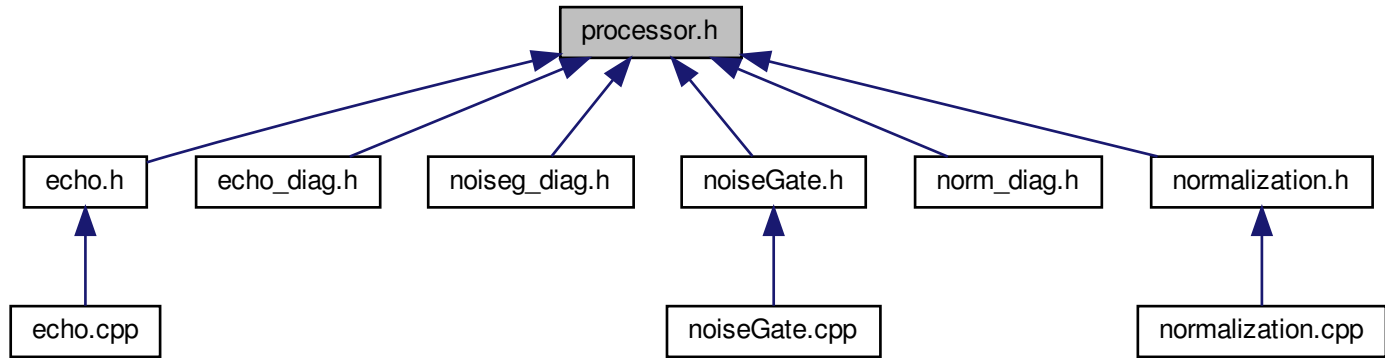 processor.h
echo.h
echo_diag.h
noiseg_diag.h
noiseGate.h
norm_diag.h
normalization.h
echo.cpp
noiseGate.cpp
normalization.cpp